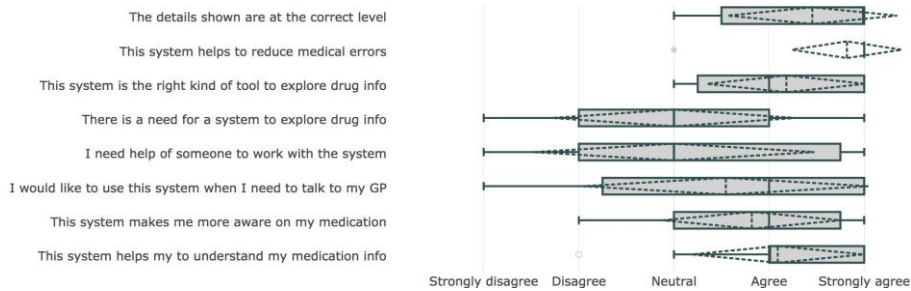 The details shown are at the correct level
This system helps to reduce medical errors
This system is the right kind of tool to explore drug info
There is a need for a system to explore drug info
I need help of someone to work with the system
I would like to use this system when I need to talk to my GP
This system makes me more aware on my medication
This system helps my to understand my medication info
Strongly disagree Disagree Neutral Agree Strongly agree